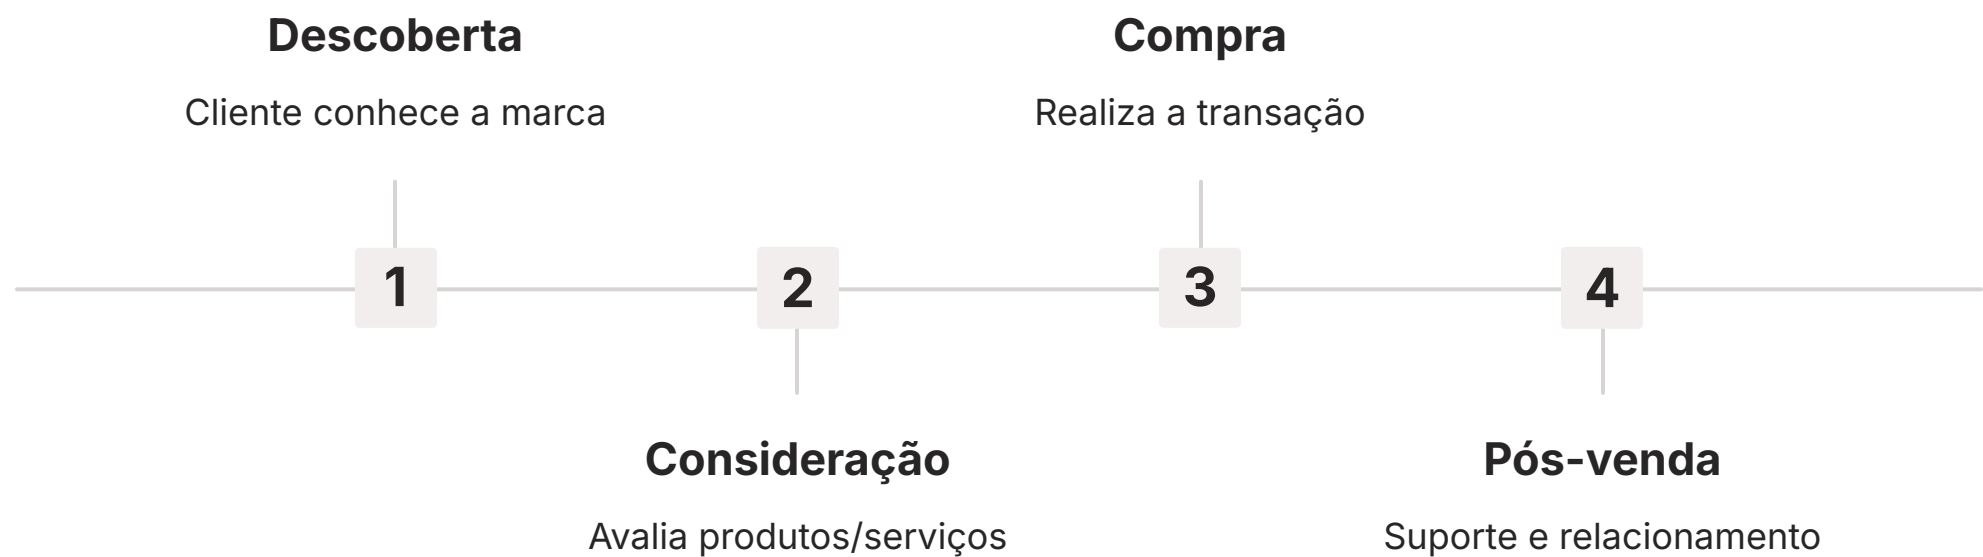 Descoberta
Cliente conhece a marca
Compra
Realiza a transação
1
2
3
4
Consideração
Avalia produtos/serviços
Pós-venda
Suporte e relacionamento